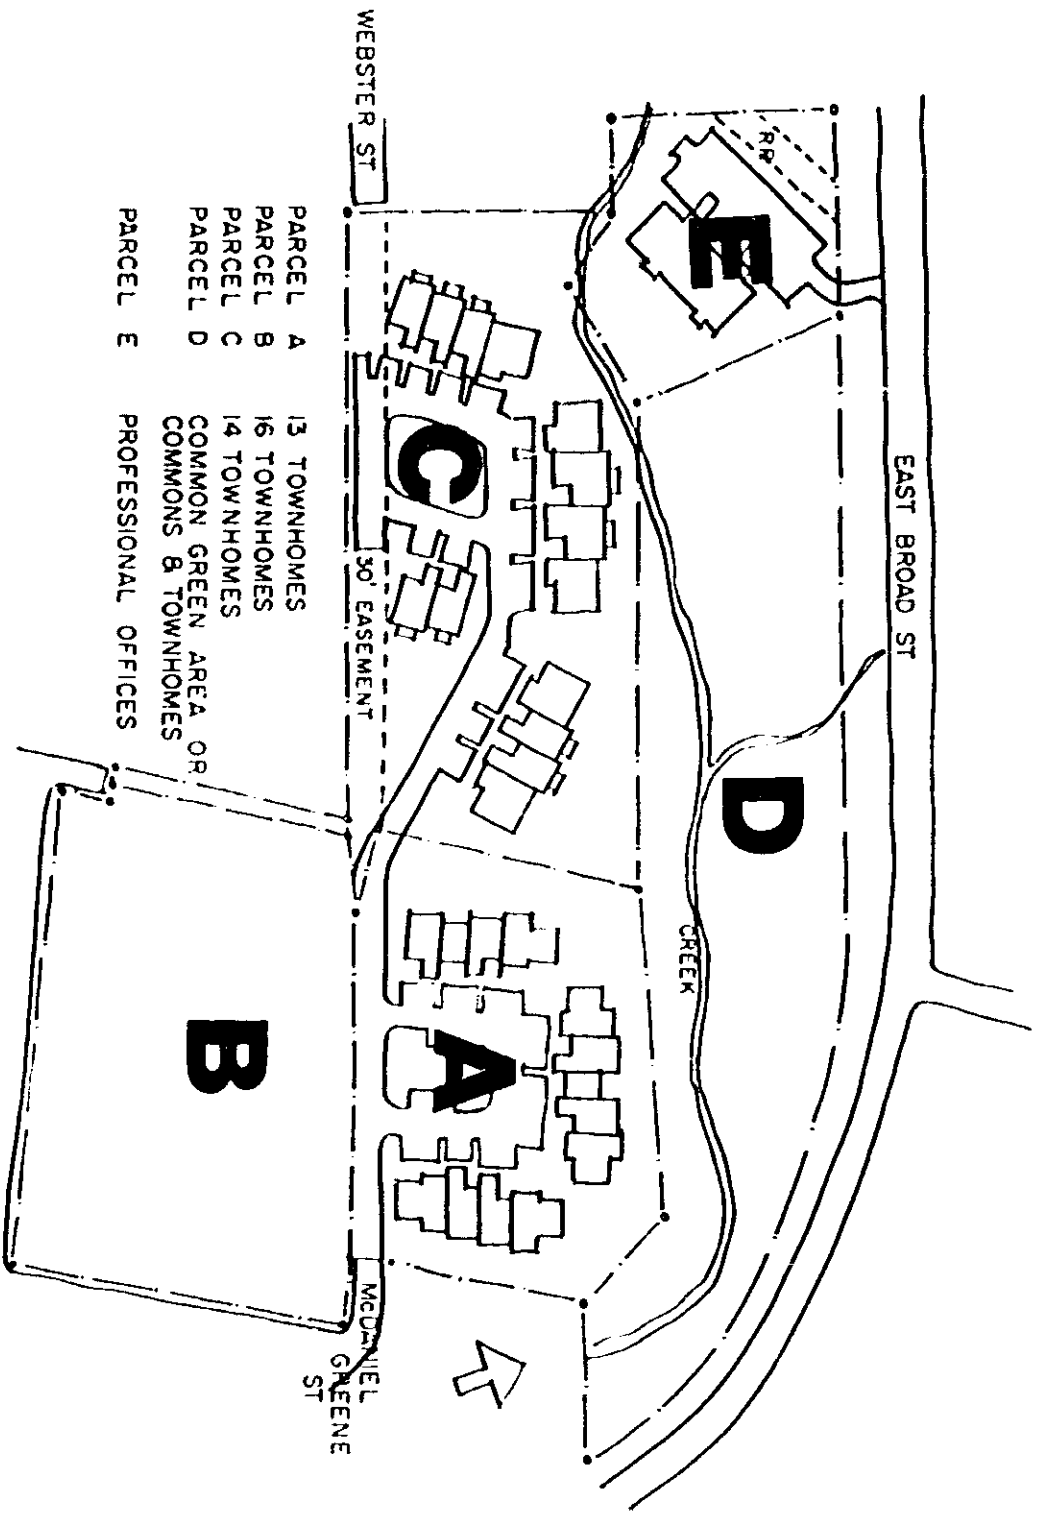 EAST BROAD ST
RR
E
D
CREEK
C
A
B
30' EASEMENT
WEBSTER ST
McDANIEL
GREENE
ST
PARCEL A 13 TOWNHOMES
PARCEL B 16 TOWNHOMES
PARCEL C 14 TOWNHOMES
PARCEL D COMMON GREEN AREA OR
COMMONS & TOWNHOMES
PARCEL E PROFESSIONAL OFFICES